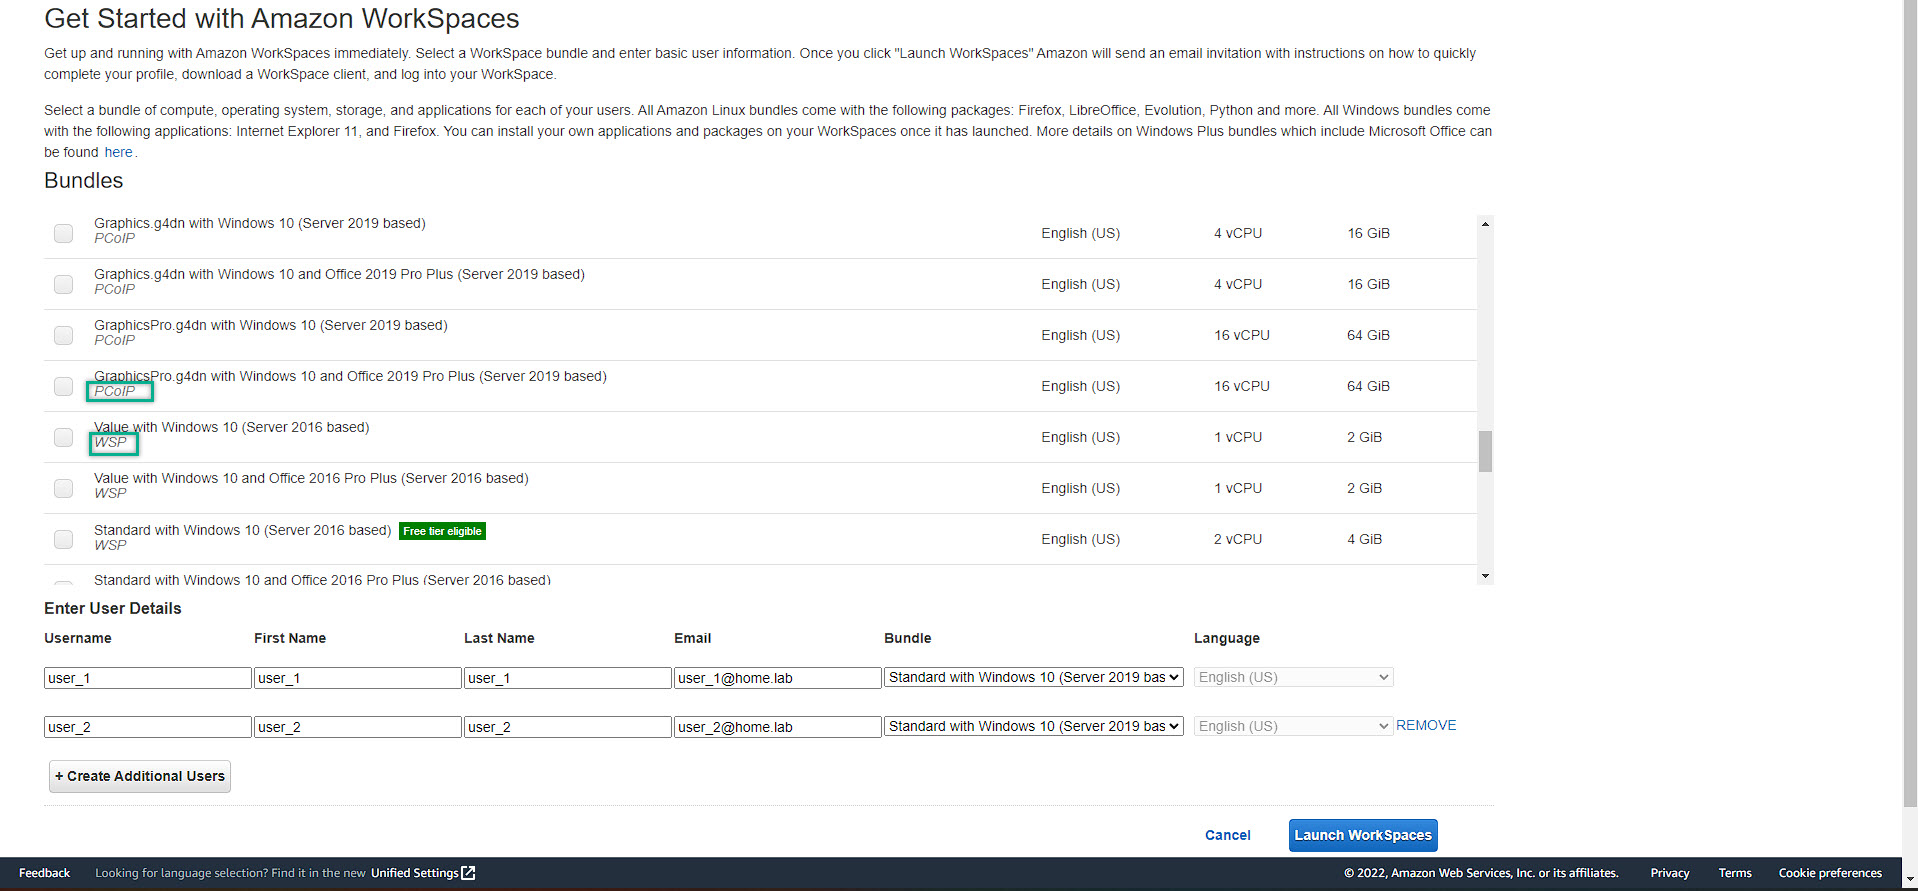 Get Started with Amazon WorkSpaces
Get up and running with Amazon WorkSpaces immediately. Select a WorkSpace bundle and enter basic user information. Once you click "Launch WorkSpaces" Amazon will send an email invitation with instructions on how to quickly
complete your profile, download a WorkSpace client, and log into your WorkSpace.
Select a bundle of compute, operating system, storage, and applications for each of your users. All Amazon Linux bundles come with the following packages: Firefox, LibreOffice, Evolution, Python and more. All Windows bundles come
with the following applications: Internet Explorer 11, and Firefox. You can install your own applications and packages on your WorkSpaces once it has launched. More details on Windows Plus bundles which include Microsoft Office can
be found here.
Bundles
Graphics.g4dn with Windows 10 (Server 2019 based)
PCoIP
English (US) 4 vCPU 16 GiB
Graphics.g4dn with Windows 10 and Office 2019 Pro Plus (Server 2019 based)
PCoIP
English (US) 4 vCPU 16 GiB
GraphicsPro.g4dn with Windows 10 (Server 2019 based)
PCoIP
English (US) 16 vCPU 64 GiB
GraphicsPro.g4dn with Windows 10 and Office 2019 Pro Plus (Server 2019 based)
PCoIP
English (US) 16 vCPU 64 GiB
Value with Windows 10 (Server 2016 based)
WSP
English (US) 1 vCPU 2 GiB
Value with Windows 10 and Office 2016 Pro Plus (Server 2016 based)
WSP
English (US) 1 vCPU 2 GiB
Standard with Windows 10 (Server 2016 based) Free tier eligible
WSP
English (US) 2 vCPU 4 GiB
Standard with Windows 10 and Office 2016 Pro Plus (Server 2016 based)
Enter User Details
Username First Name Last Name Email Bundle Language
user_1 user_1 user_1 user_1@home.lab Standard with Windows 10 (Server 2019 bas English (US)
user_2 user_2 user_2 user_2@home.lab Standard with Windows 10 (Server 2019 bas English (US) REMOVE
+ Create Additional Users
Cancel Launch WorkSpaces
Feedback Looking for language selection? Find it in the new Unified Settings © 2022, Amazon Web Services, Inc. or its affiliates. Privacy Terms Cookie preferences